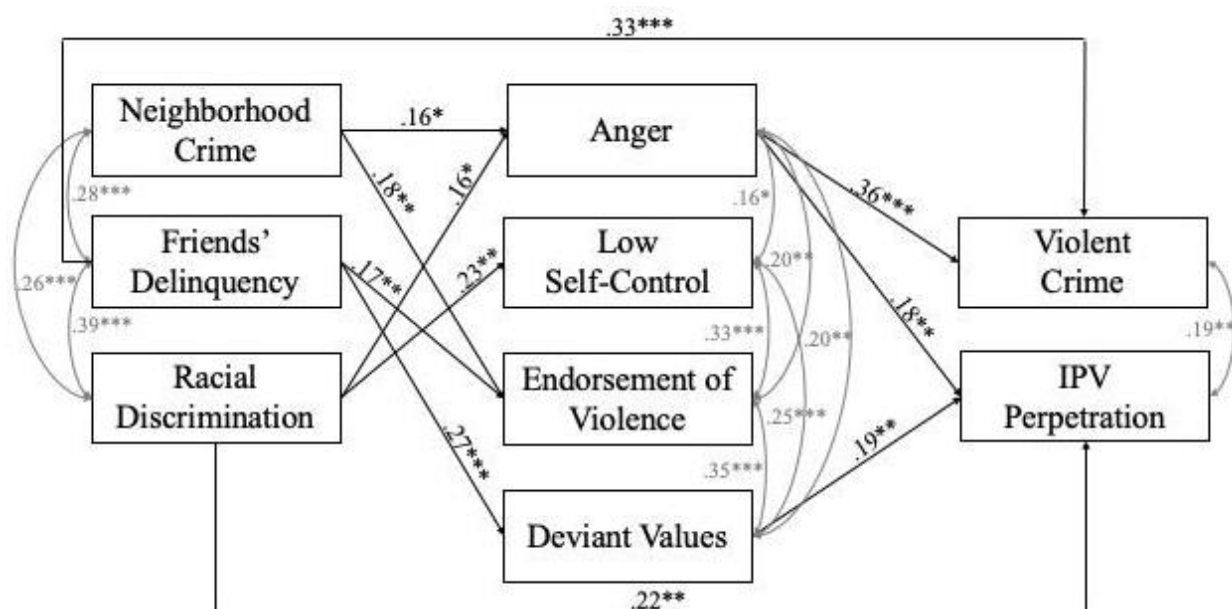 .33***
Neighborhood
Crime
.16*
Anger
.18**
.16*
.28***
.16*
.36***
Friends’
Delinquency
Low
Self-Control
Violent
Crime
.26***
.17**
.23**
.20**
.39***
.33***
.20**
.18**
.19**
Racial
Discrimination
Endorsement of
Violence
IPV
Perpetration
.25***
.27***
.35***
.19**
Deviant Values
.22**